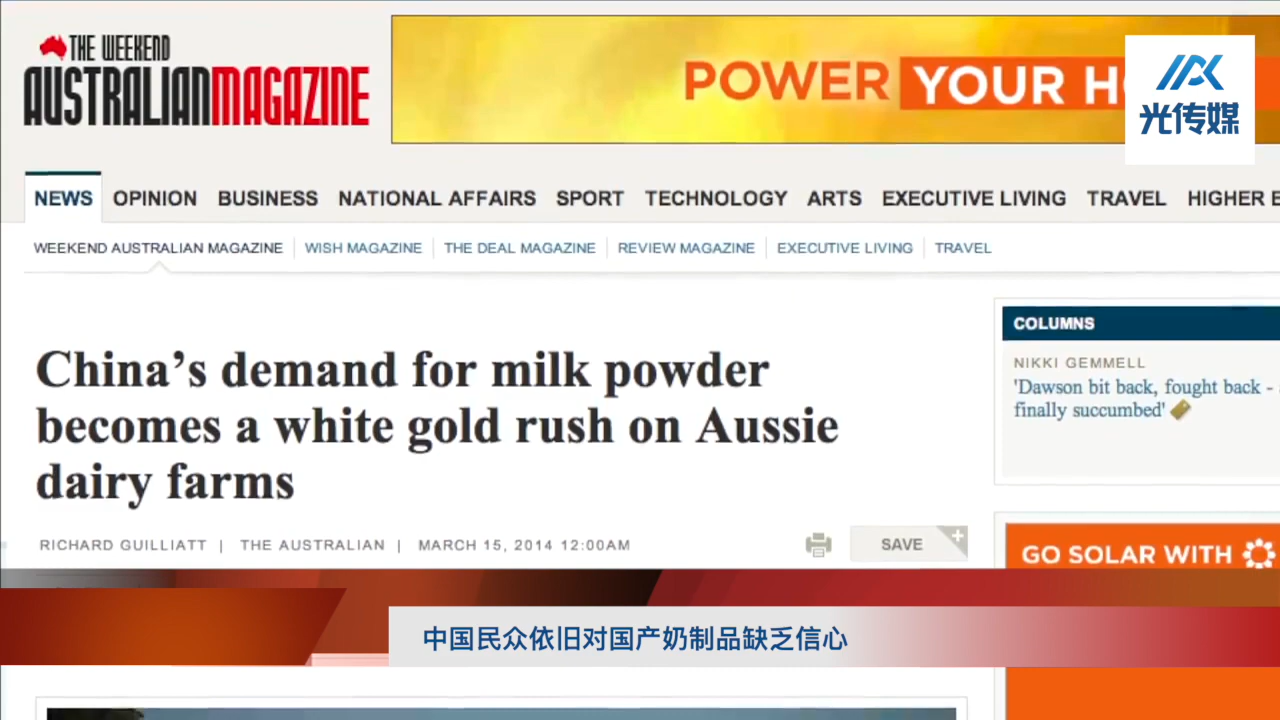 THE WEEKEND
AUSTRALIANMAGAZINE
POWER YOUR H
光传媒
NEWS OPINION BUSINESS NATIONAL AFFAIRS SPORT TECHNOLOGY ARTS EXECUTIVE LIVING TRAVEL HIGHER E
WEEKEND AUSTRALIAN MAGAZINE WISH MAGAZINE THE DEAL MAGAZINE REVIEW MAGAZINE EXECUTIVE LIVING TRAVEL
China's demand for milk powder
becomes a white gold rush on Aussie
dairy farms
RICHARD GUILLIATT | THE AUSTRALIAN | MARCH 15, 2014 12:00AM
SAVE
COLUMNS
NIKKI GEMMELL
'Dawson bit back, fought back -
finally succumbed'
GO SOLAR WITH
中国民众依旧对国产奶制品缺乏信心